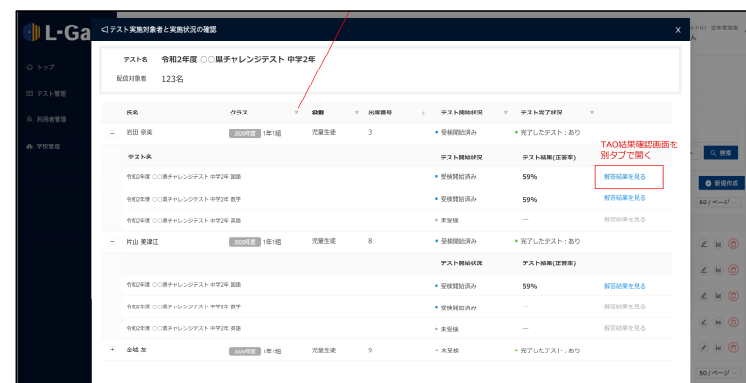 L-Ga
テスト実施対象者と実施状況の確認
X
トップ
テスト管理
利用者管理
学校管理
テスト名 令和2年度 ○○県チャレンジテスト 中学2年
配信対象者 123名
氏名 クラス 役割 出席番号 テスト開始状況 テスト完了状況
岩田 奈美 2020年度 1年1組 児童生徒 3 受検開始済み 完了したテスト：あり
TAO結果確認画面を
別タブで開く
テスト名 テスト開始状況 テスト結果(正答率)
令和2年度 ○○県チャレンジテスト 中学2年 国語 受検開始済み 59% 解答結果を見る
令和2年度 ○○県チャレンジテスト 中学2年 数学 受検開始済み 59% 解答結果を見る
令和2年度 ○○県チャレンジテスト 中学2年 英語 未受検 — 解答結果を見る
片山 美津江 2020年度 1年1組 児童生徒 8 受検開始済み 完了したテスト：あり
テスト開始状況 テスト結果(正答率)
令和2年度 ○○県チャレンジテスト 中学2年 国語 受検開始済み 59% 解答結果を見る
令和2年度 ○○県チャレンジテスト 中学2年 数学 受検開始済み — 解答結果を見る
令和2年度 ○○県チャレンジテスト 中学2年 英語 未受検 — 解答結果を見る
金城 友 2020年度 1年1組 児童生徒 9 未受検 完了したテスト：あり
検索
新規作成
50 / ページ
50 / ページ